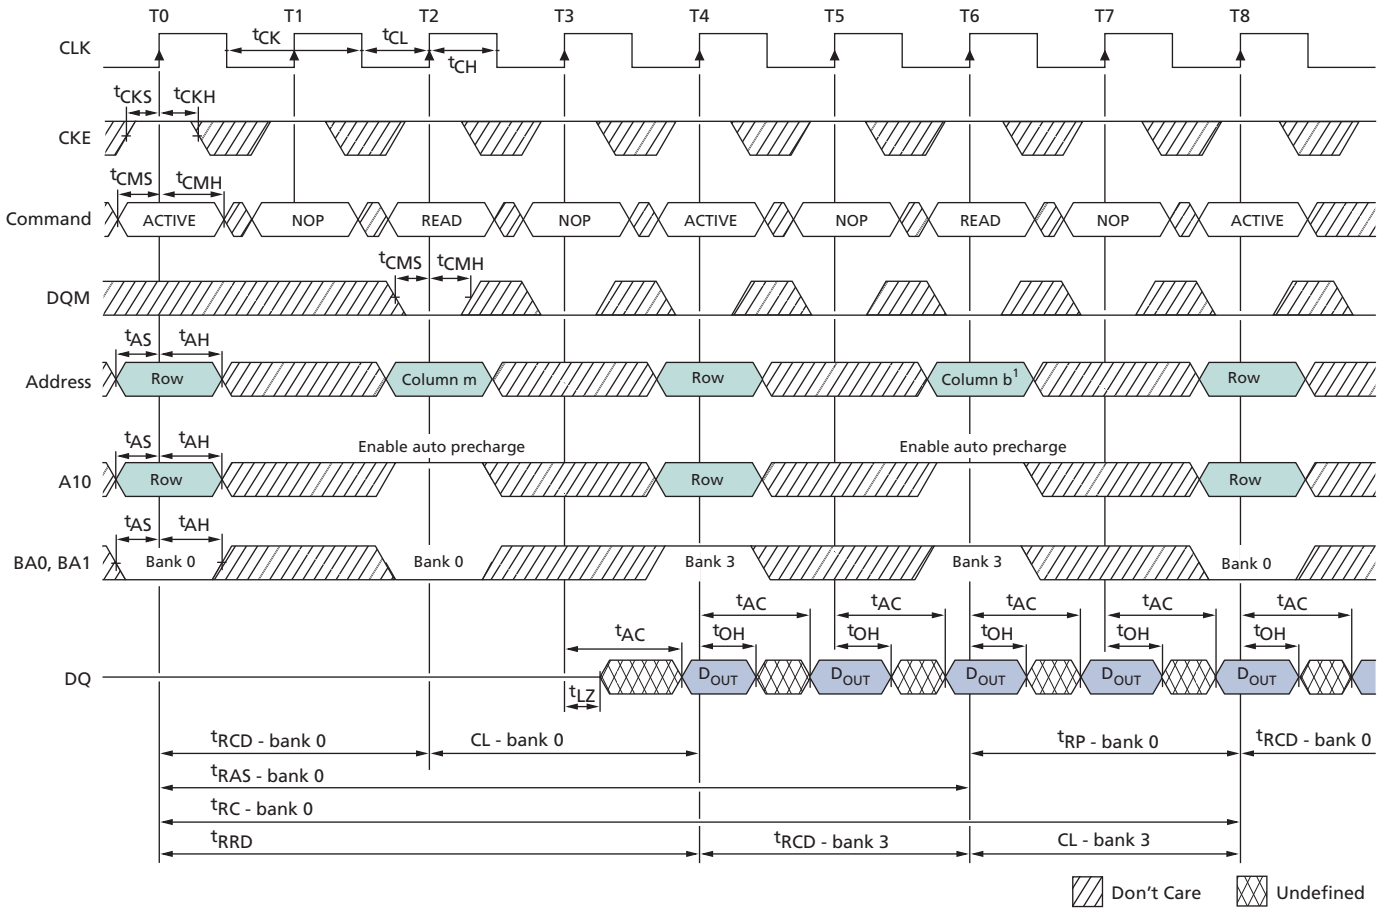 T0 T1 T2 T3 T4 T5 T6 T7 T8
CLK tCK tCL tCH
tCKS tCKH
CKE
tCMS tCMH
Command ACTIVE NOP READ NOP ACTIVE NOP READ NOP ACTIVE
tCMS tCMH
DQM
tAS tAH
Address Row Column m Row Column b1 Row
tAS tAH Enable auto precharge Enable auto precharge
A10 Row Row Row
tAS tAH
BA0, BA1 Bank 0 Bank 0 Bank 3 Bank 3 Bank 0
tAC tAC tAC tAC tAC
tAC tOH tOH tOH tOH tOH
DQ DOUT DOUT DOUT DOUT DOUT
tLZ
tRCD - bank 0 CL - bank 0 tRP - bank 0 tRCD - bank 0
tRAS - bank 0
tRC - bank 0
tRRD tRCD - bank 3 CL - bank 3
Don't Care Undefined